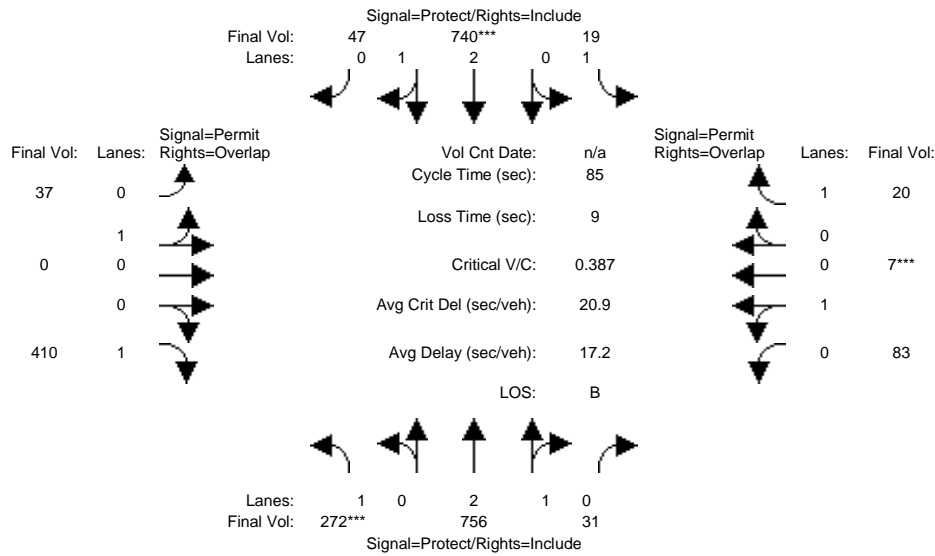 Signal=Protect/Rights=Include
Final Vol: 47 740*** 19
Lanes: 0 1 2 0 1
Signal=Permit Signal=Permit
Final Vol: Lanes: Rights=Overlap Vol Cnt Date: n/a Rights=Overlap Lanes: Final Vol:
Cycle Time (sec): 85
37 0 1 20
Loss Time (sec): 9
1 0
0 0 Critical V/C: 0.387 0 7***
0 Avg Crit Del (sec/veh): 20.9 1
410 1 Avg Delay (sec/veh): 17.2 0 83
LOS: B
Lanes: 1 0 2 1 0
Final Vol: 272*** 756 31
Signal=Protect/Rights=Include